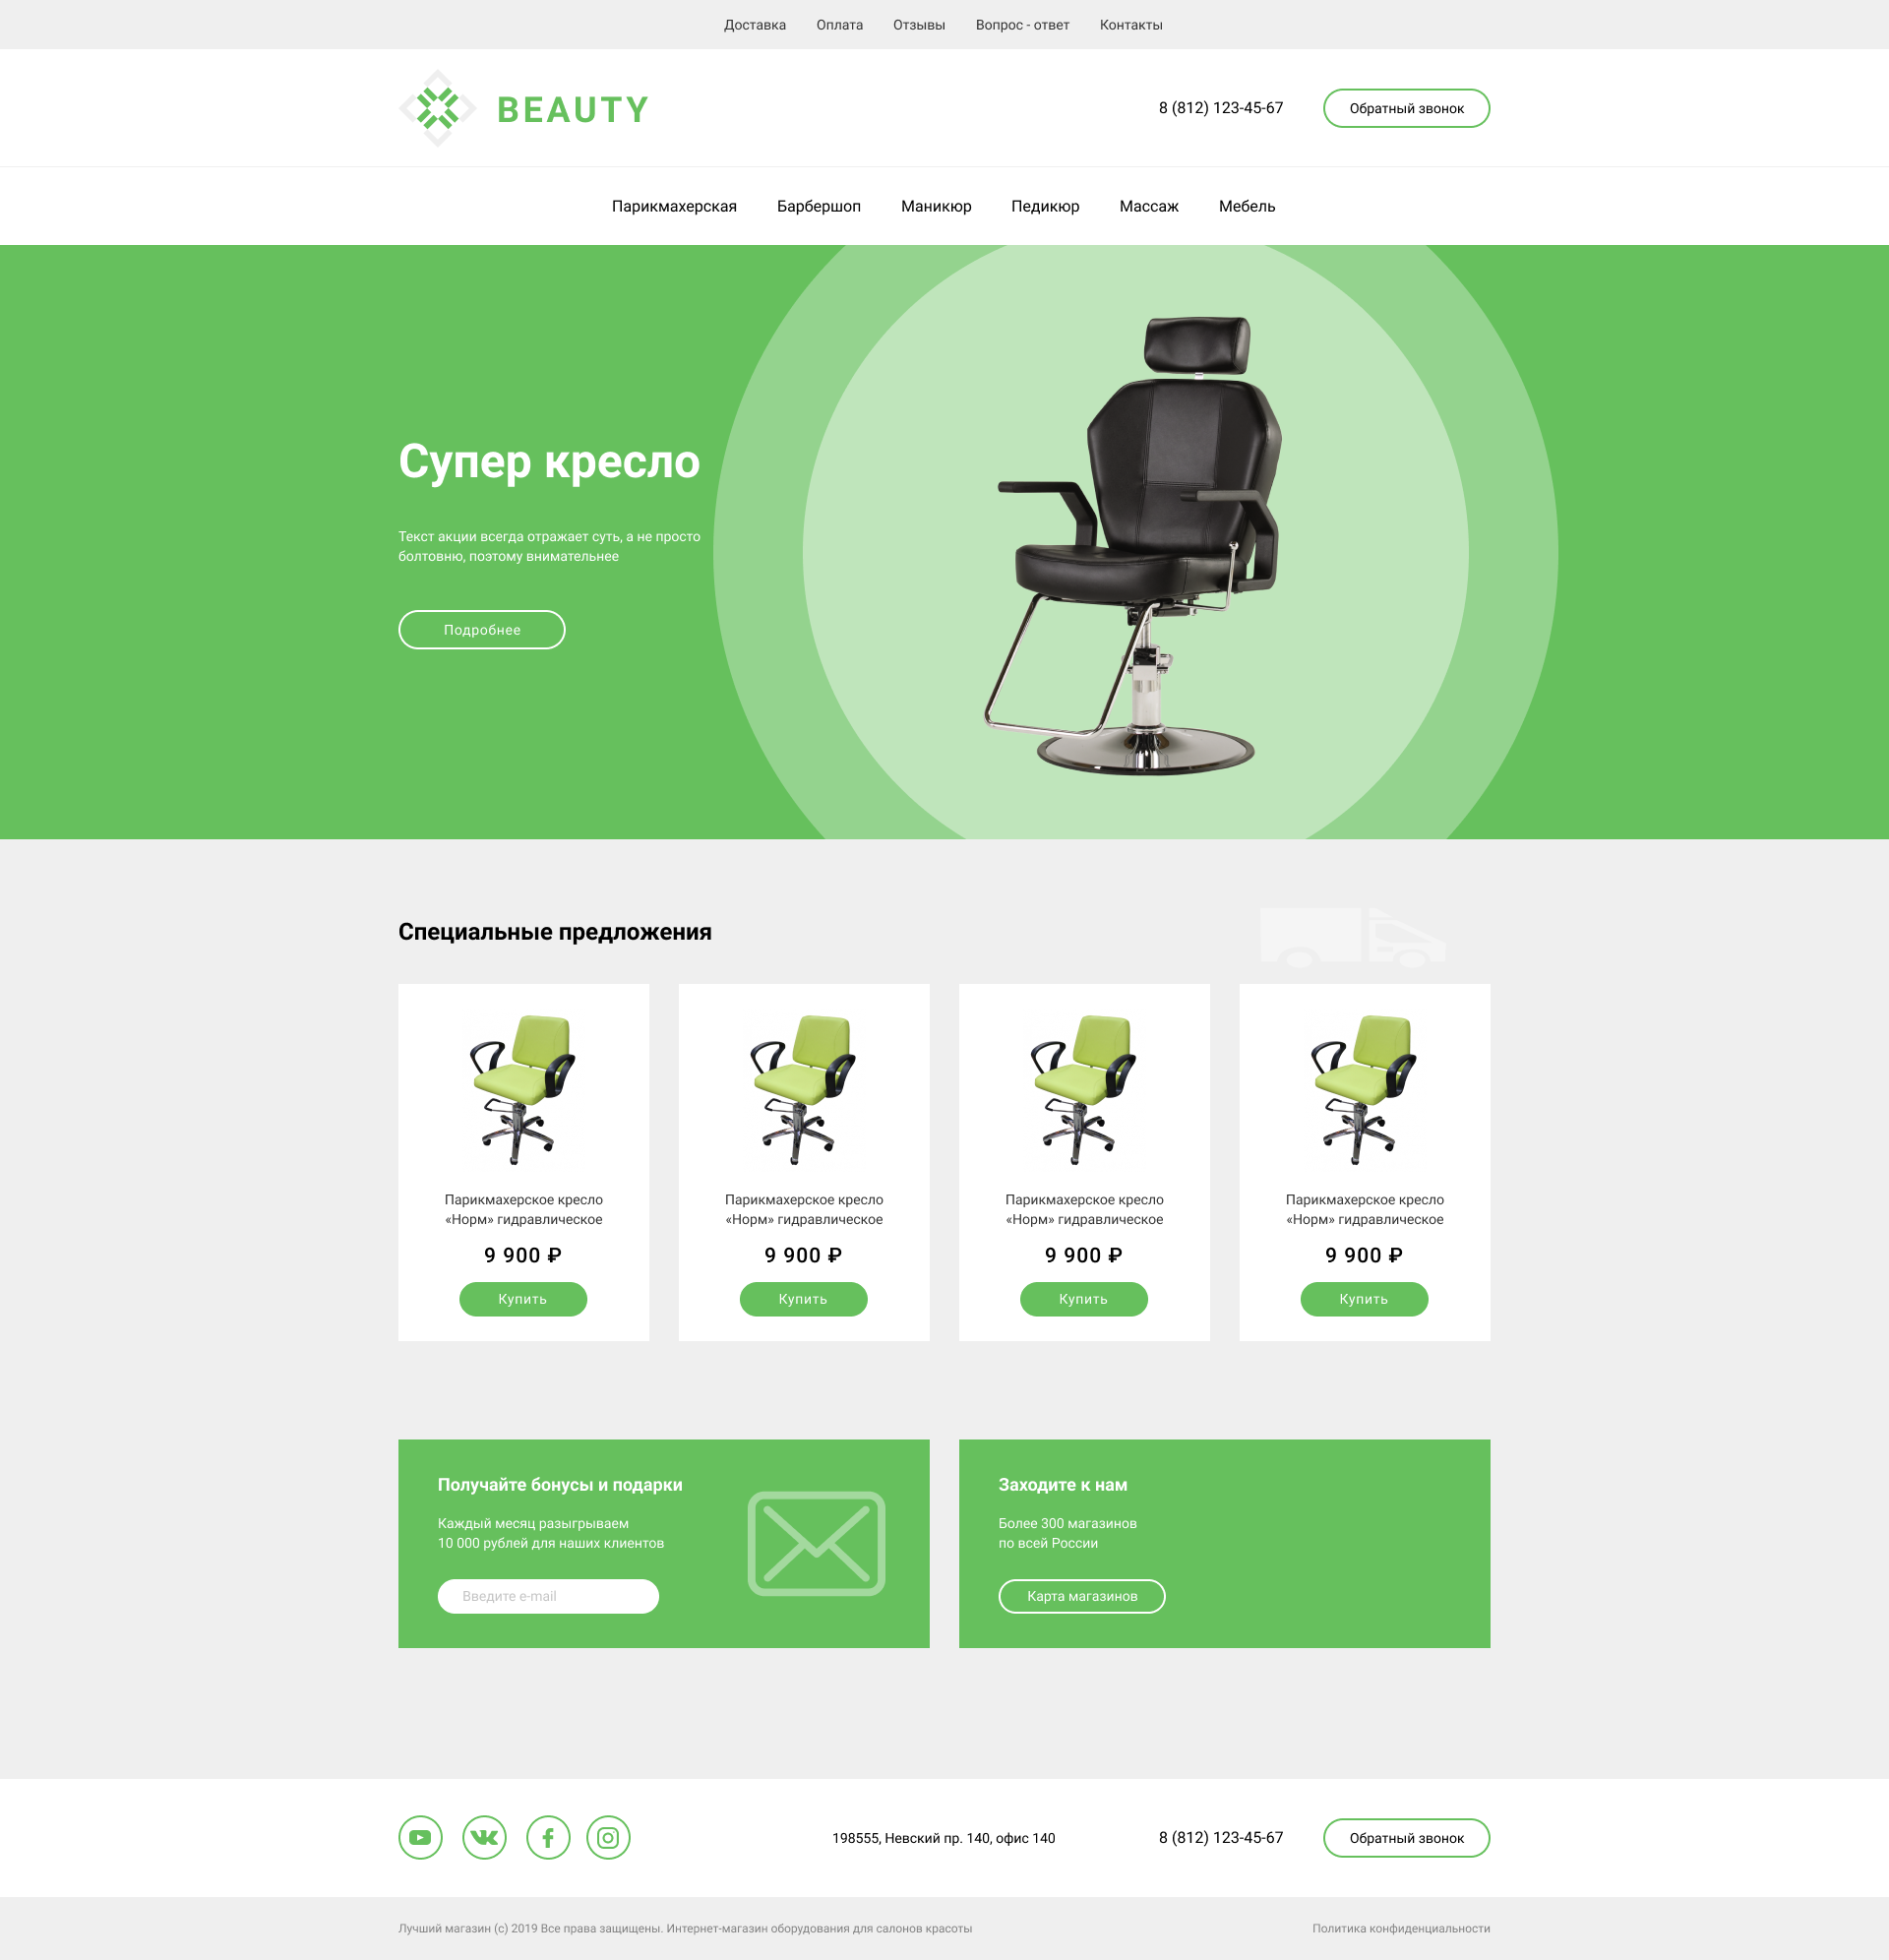 Доставка Оплата Отзывы Вопрос - ответ Контакты
BEAUTY
8 (812) 123-45-67
Обратный звонок
Парикмахерская Барбершоп Маникюр Педикюр Массаж Мебель
Супер кресло
Текст акции всегда отражает суть, а не просто
болтовню, поэтому внимательнее
Подробнее
Специальные предложения
Парикмахерское кресло
«Норм» гидравлическое
9 900 ₽
Купить
Парикмахерское кресло
«Норм» гидравлическое
9 900 ₽
Купить
Парикмахерское кресло
«Норм» гидравлическое
9 900 ₽
Купить
Парикмахерское кресло
«Норм» гидравлическое
9 900 ₽
Купить
Получайте бонусы и подарки
Каждый месяц разыгрываем
10 000 рублей для наших клиентов
Введите e-mail
Заходите к нам
Более 300 магазинов
по всей России
Карта магазинов
198555, Невский пр. 140, офис 140
8 (812) 123-45-67
Обратный звонок
Лучший магазин (c) 2019 Все права защищены. Интернет-магазин оборудования для салонов красоты
Политика конфиденциальности